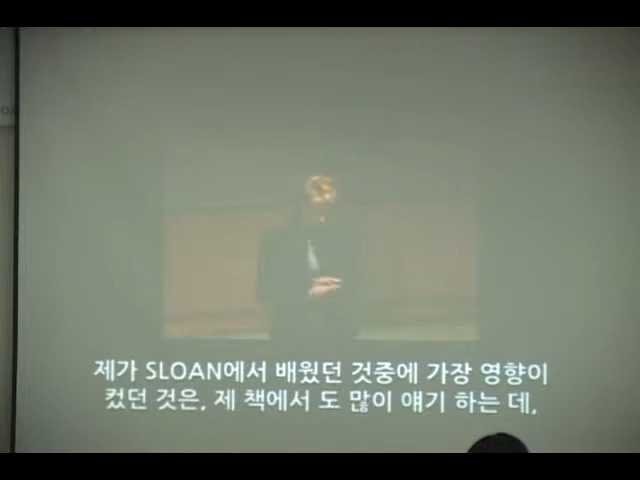 제가 SLOAN에서 배웠던 것중에 가장 영향이
컸던 것은, 제 책에서 도 많이 얘기 하는 데,